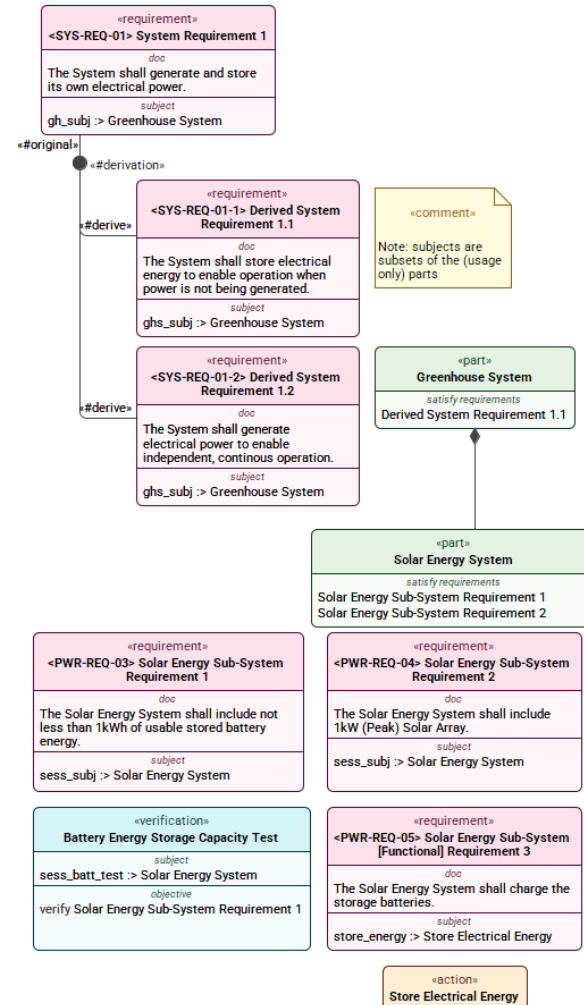 «requirement»
<SYS-REQ-01> System Requirement 1
doc
The System shall generate and store
its own electrical power.
subject
gh_subj :> Greenhouse System
«#original»
«#derivation»
«#derive»
«requirement»
<SYS-REQ-01-1> Derived System
Requirement 1.1
doc
The System shall store electrical
energy to enable operation when
power is not being generated.
subject
ghs_subj :> Greenhouse System
«comment»
Note: subjects are
subsets of the (usage
only) parts
«#derive»
«requirement»
<SYS-REQ-01-2> Derived System
Requirement 1.2
doc
The System shall generate
electrical power to enable
independent, continous operation.
subject
ghs_subj :> Greenhouse System
«part»
Greenhouse System
satisfy requirements
Derived System Requirement 1.1
«part»
Solar Energy System
satisfy requirements
Solar Energy Sub-System Requirement 1
Solar Energy Sub-System Requirement 2
«requirement»
<PWR-REQ-03> Solar Energy Sub-System
Requirement 1
doc
The Solar Energy System shall include not
less than 1kWh of usable stored battery
energy.
subject
sess_subj :> Solar Energy System
«requirement»
<PWR-REQ-04> Solar Energy Sub-System
Requirement 2
doc
The Solar Energy System shall include
1kW (Peak) Solar Array.
subject
sess_subj :> Solar Energy System
«verification»
Battery Energy Storage Capacity Test
subject
sess_batt_test :> Solar Energy System
objective
verify Solar Energy Sub-System Requirement 1
«requirement»
<PWR-REQ-05> Solar Energy Sub-System
[Functional] Requirement 3
doc
The Solar Energy System shall charge the
storage batteries.
subject
store_energy :> Store Electrical Energy
«action»
Store Electrical Energy